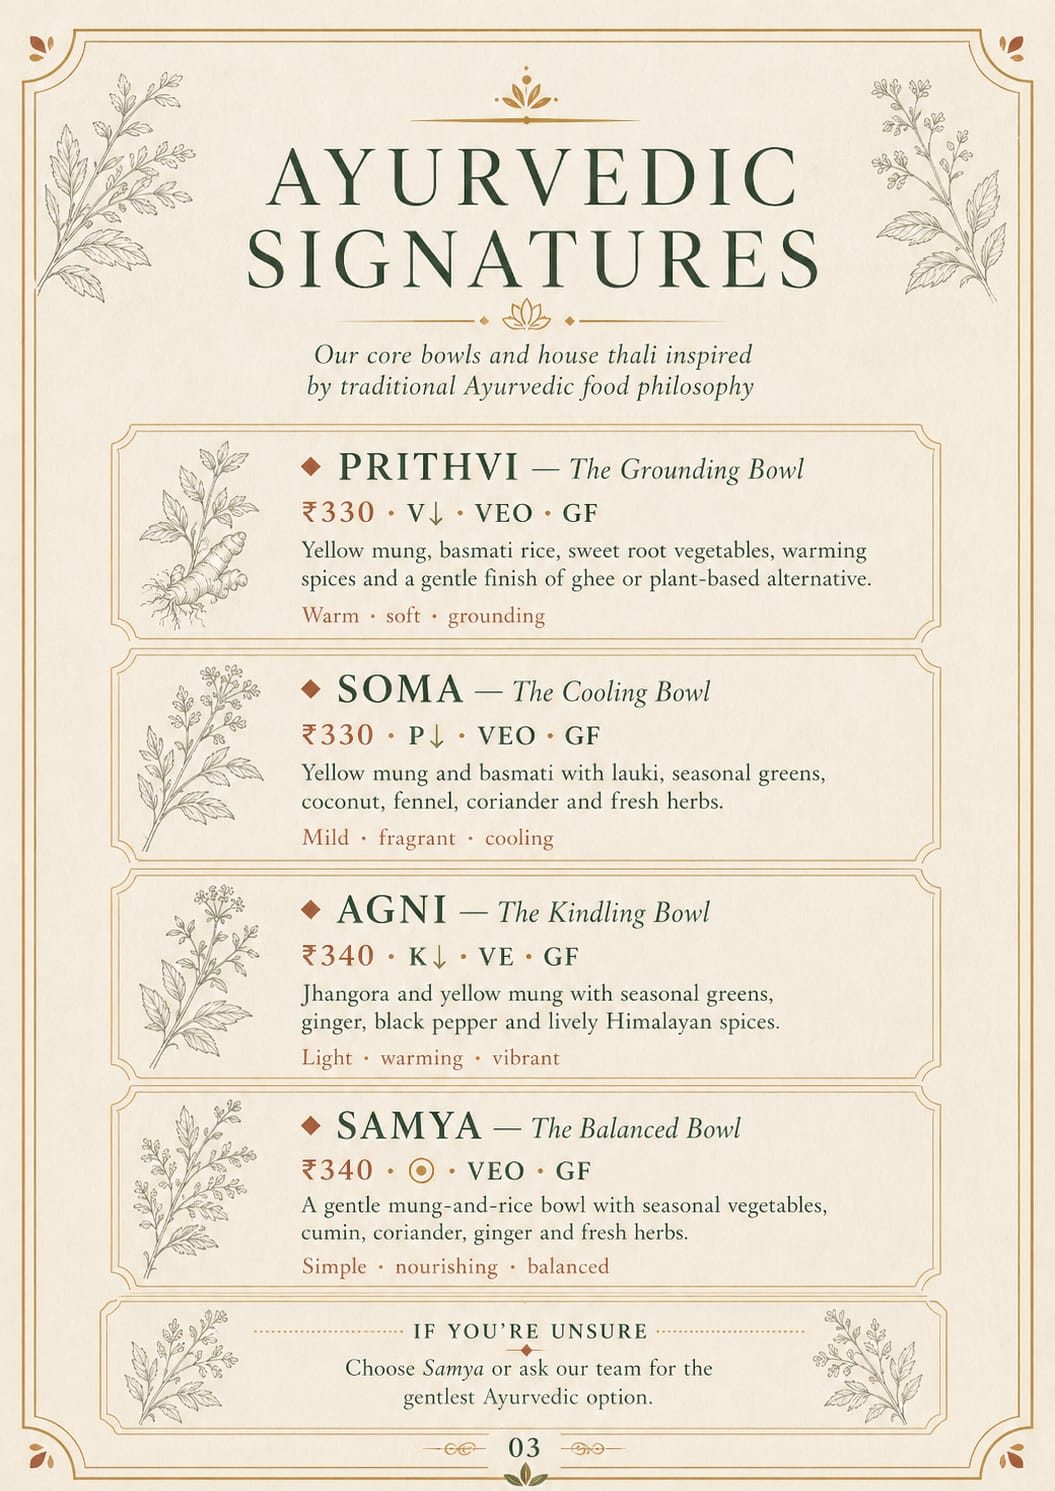 AYURVEDIC
SIGNATURES
Our core bowls and house thali inspired
by traditional Ayurvedic food philosophy
◆ PRITHVI — The Grounding Bowl
₹330 • V↓ • VEO • GF
Yellow mung, basmati rice, sweet root vegetables, warming
spices and a gentle finish of ghee or plant-based alternative.
Warm • soft • grounding
◆ SOMA — The Cooling Bowl
₹330 • P↓ • VEO • GF
Yellow mung and basmati with lauki, seasonal greens,
coconut, fennel, coriander and fresh herbs.
Mild • fragrant • cooling
◆ AGNI — The Kindling Bowl
₹340 • K↓ • VE • GF
Jhangora and yellow mung with seasonal greens,
ginger, black pepper and lively Himalayan spices.
Light • warming • vibrant
◆ SAMYA — The Balanced Bowl
₹340 • ◉ • VEO • GF
A gentle mung-and-rice bowl with seasonal vegetables,
cumin, coriander, ginger and fresh herbs.
Simple • nourishing • balanced
IF YOU'RE UNSURE
Choose Samya or ask our team for the
gentlest Ayurvedic option.
03